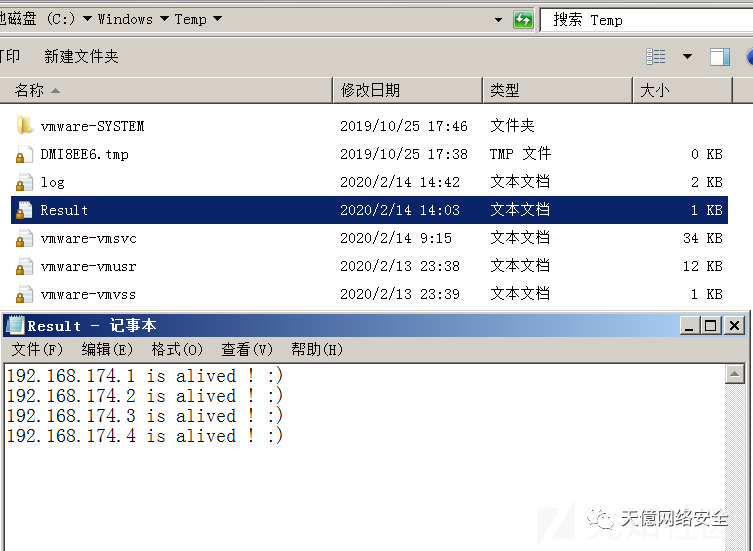 地磁盘 (C:) ▾ Windows ▾ Temp ▾ 搜索 Temp
打印 新建文件夹
名称 修改日期 类型 大小
vmware-SYSTEM 2019/10/25 17:46 文件夹
DMI8EE6.tmp 2019/10/25 17:38 TMP 文件 0 KB
log 2020/2/14 14:42 文本文档 2 KB
Result 2020/2/14 14:03 文本文档 1 KB
vmware-vmsvc 2020/2/14 9:15 文本文档 34 KB
vmware-vmusr 2020/2/13 23:38 文本文档 12 KB
vmware-vmvss 2020/2/13 23:39 文本文档 1 KB
Result - 记事本
文件(F) 编辑(E) 格式(O) 查看(V) 帮助(H)
192.168.174.1 is alived ! :)
192.168.174.2 is alived ! :)
192.168.174.3 is alived ! :)
192.168.174.4 is alived ! :)
天億网络安全